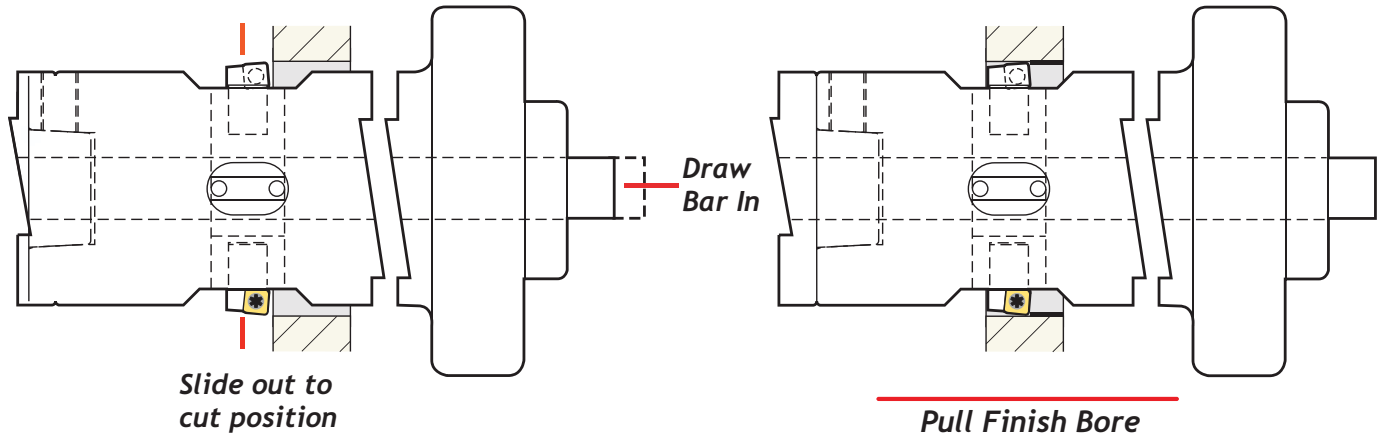 Draw
Bar In
Slide out to
cut position
Pull Finish Bore